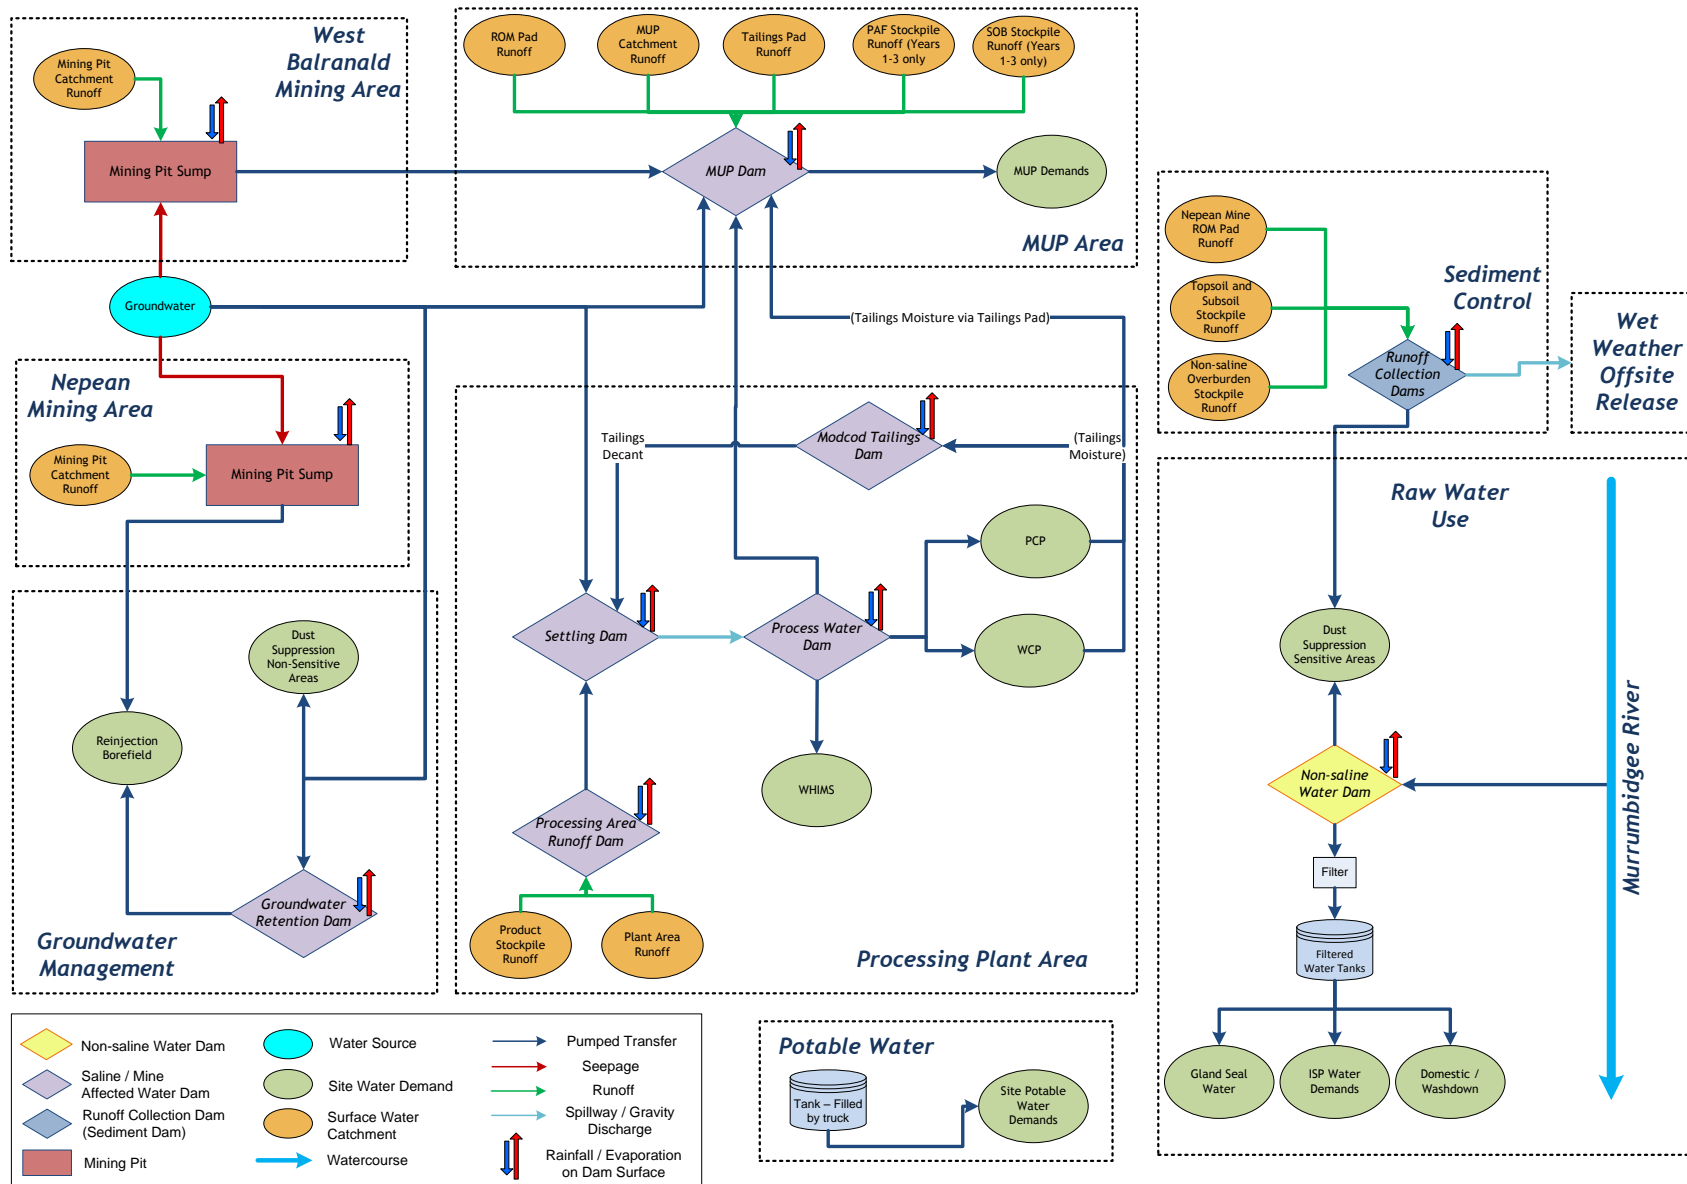 West
Balranald
Mining Area
Mining Pit
Catchment
Runoff
Mining Pit Sump
ROM Pad
Runoff
MUP
Catchment
Runoff
Tailings Pad
Runoff
PAF Stockpile
Runoff (Years
1-3 only
SOB Stockpile
Runoff (Years
1-3 only)
MUP Dam
MUP Demands
MUP Area
Groundwater
Nepean
Mining Area
Mining Pit
Catchment
Runoff
Mining Pit Sump
(Tailings Moisture via Tailings Pad)
Nepean Mine
ROM Pad
Runoff
Topsoil and
Subsoil
Stockpile
Runoff
Non-saline
Overburden
Stockpile
Runoff
Sediment
Control
Runoff
Collection
Dams
Wet
Weather
Offsite
Release
Tailings
Decant
Modcod Tailings
Dam
(Tailings
Moisture)
PCP
WCP
Settling Dam
Process Water
Dam
WHIMS
Processing Area
Runoff Dam
Product
Stockpile
Runoff
Plant Area
Runoff
Processing Plant Area
Dust
Suppression
Non-Sensitive
Areas
Reinjection
Borefield
Groundwater
Retention Dam
Groundwater
Management
Raw Water
Use
Dust
Suppression
Sensitive Areas
Non-saline
Water Dam
Filter
Filtered
Water Tanks
Gland Seal
Water
ISP Water
Demands
Domestic /
Washdown
Murrumbidgee River
Potable Water
Tank – Filled
by truck
Site Potable
Water
Demands
Non-saline Water Dam
Saline / Mine
Affected Water Dam
Runoff Collection Dam
(Sediment Dam)
Mining Pit
Water Source
Site Water Demand
Surface Water
Catchment
Watercourse
Pumped Transfer
Seepage
Runoff
Spillway / Gravity
Discharge
Rainfall / Evaporation
on Dam Surface